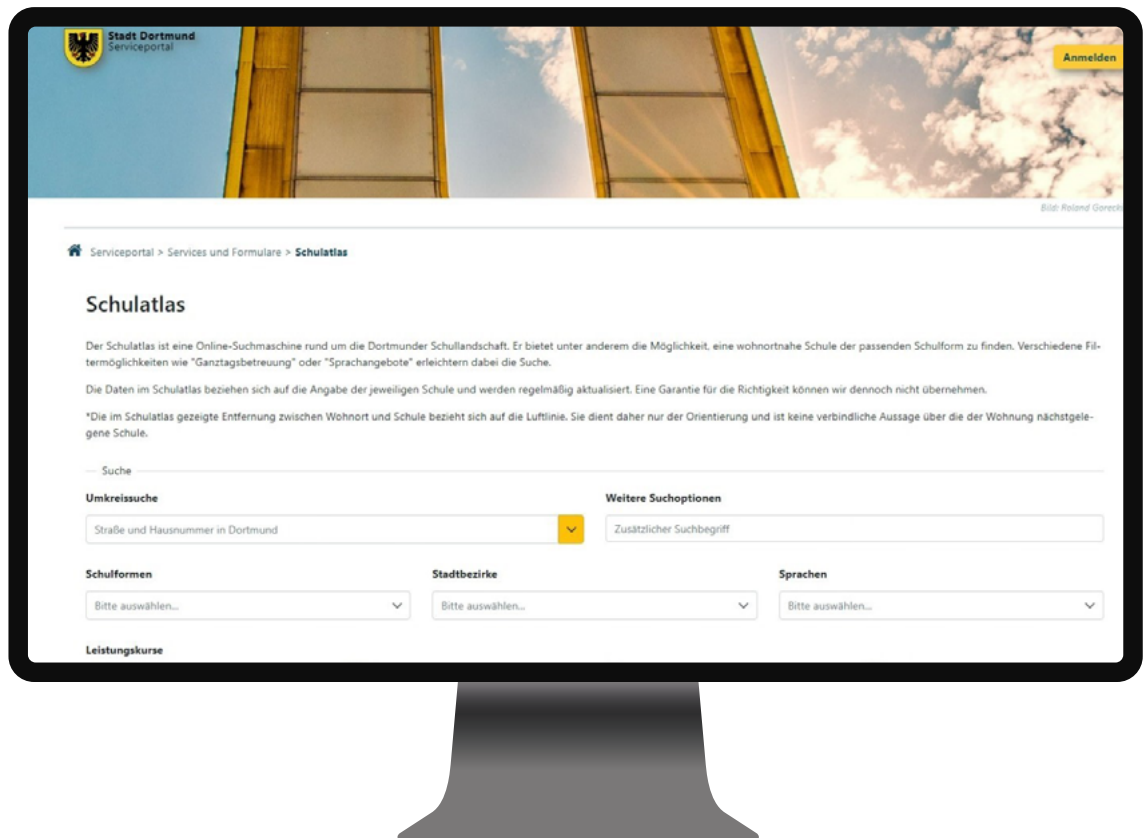 Stadt Dortmund
Serviceportal
Anmelden
Bild: Roland Gorecki
Serviceportal > Services und Formulare > Schulatlas
Schulatlas
Der Schulatlas ist eine Online-Suchmaschine rund um die Dortmunder Schullandschaft. Er bietet unter anderem die Möglichkeit, eine wohnortnahe Schule der passenden Schulform zu finden. Verschiedene Fil-
termöglichkeiten wie "Ganztagsbetreuung" oder "Sprachangebote" erleichtern dabei die Suche.
Die Daten im Schulatlas beziehen sich auf die Angabe der jeweiligen Schule und werden regelmäßig aktualisiert. Eine Garantie für die Richtigkeit können wir dennoch nicht übernehmen.
*Die im Schulatlas gezeigte Entfernung zwischen Wohnort und Schule bezieht sich auf die Luftlinie. Sie dient daher nur der Orientierung und ist keine verbindliche Aussage über die der Wohnung nächstgele-
gene Schule.
Suche
Umkreissuche
Weitere Suchoptionen
Straße und Hausnummer in Dortmund
Zusätzlicher Suchbegriff
Schulformen
Stadtbezirke
Sprachen
Bitte auswählen...
Bitte auswählen...
Bitte auswählen...
Leistungskurse